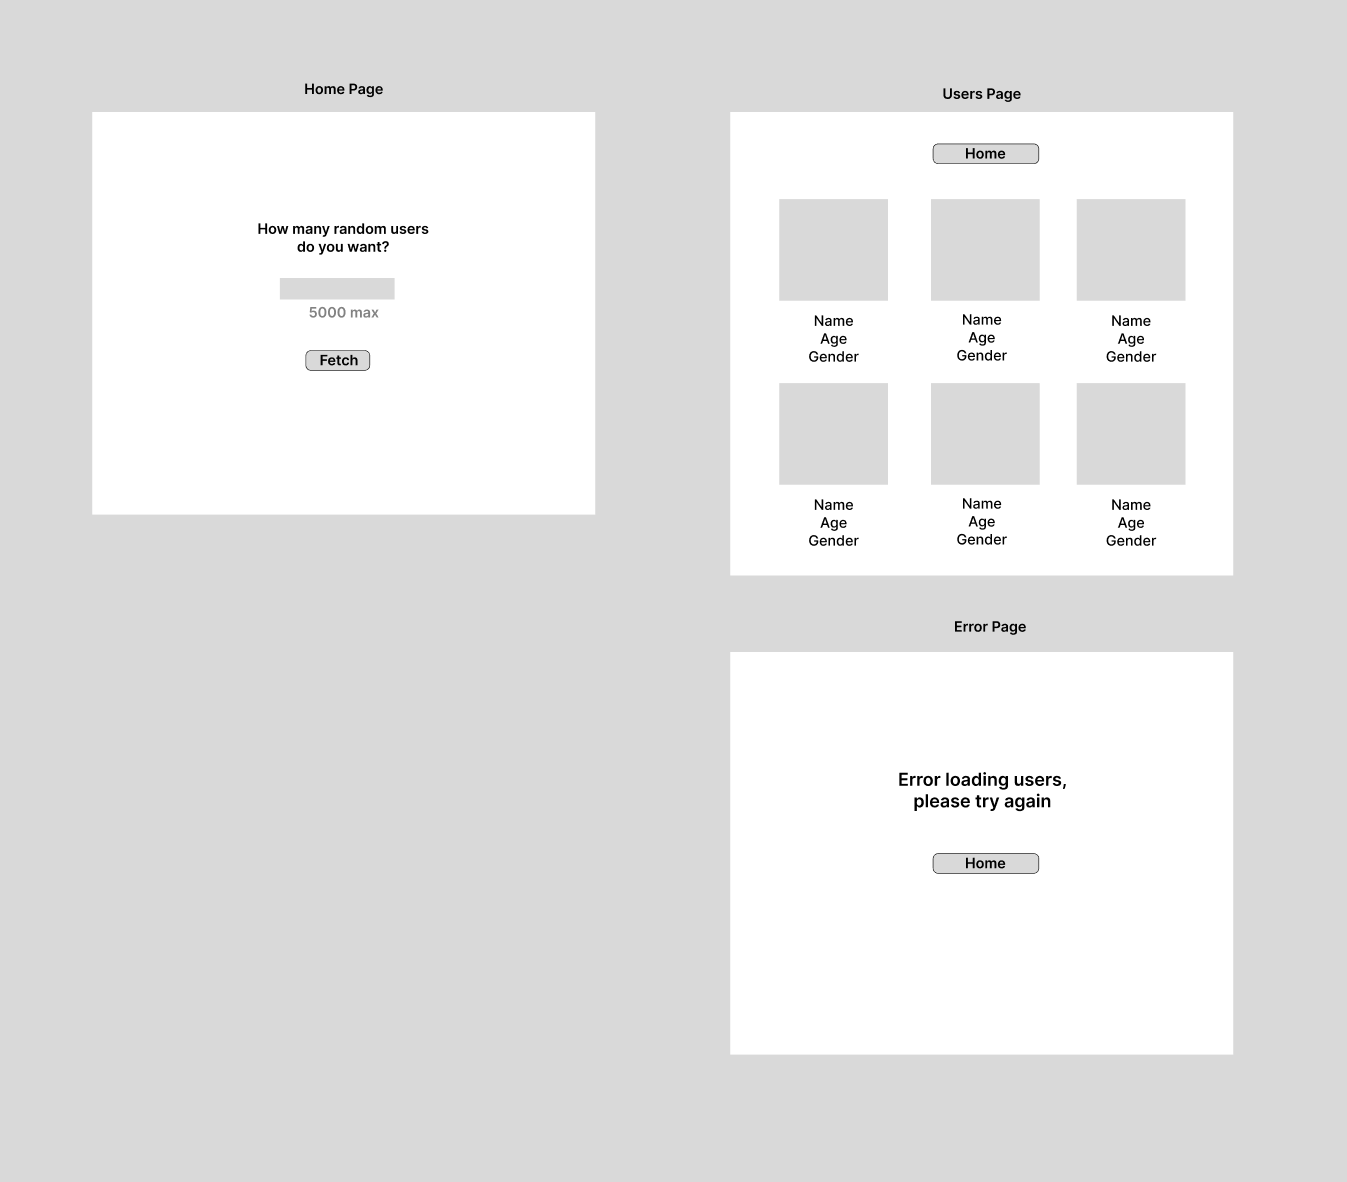 Home Page
How many random users
do you want?
5000 max
Fetch
Users Page
Home
Name
Age
Gender
Name
Age
Gender
Name
Age
Gender
Name
Age
Gender
Name
Age
Gender
Name
Age
Gender
Error Page
Error loading users,
please try again
Home